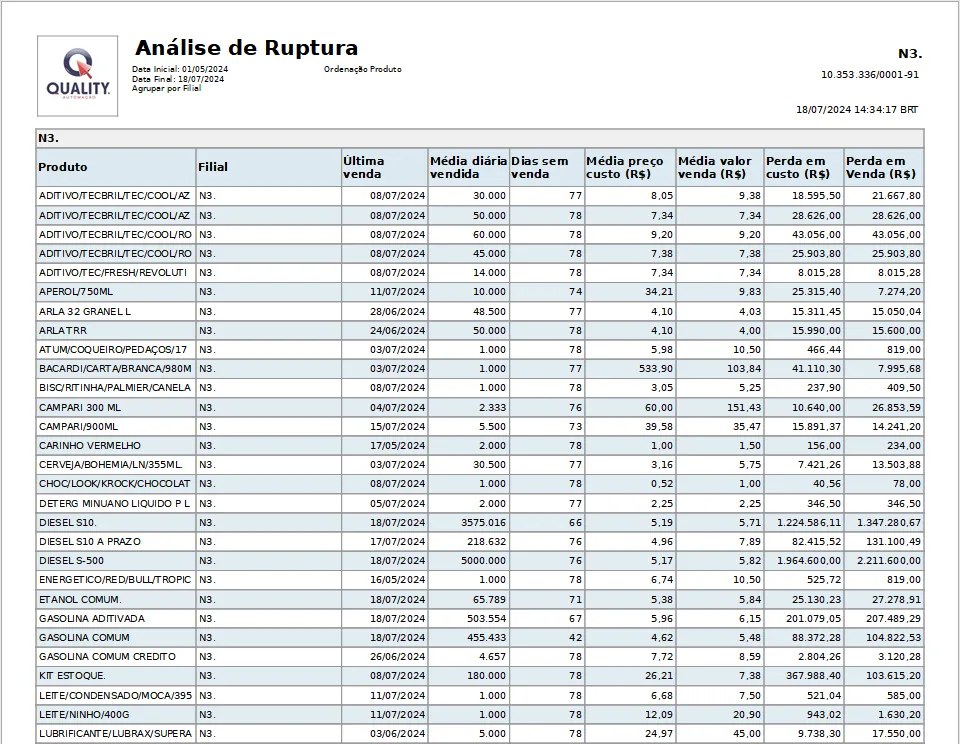 QUALITY.
AUTOMAÇÃO
Análise de Ruptura
Data Inicial: 01/05/2024 Ordenação Produto
Data Final: 18/07/2024
Agrupar por Filial
N3.
10.353.336/0001-91
18/07/2024 14:34:17 BRT
N3.
Produto Filial Última venda Média diária vendida Dias sem venda Média preço custo (R$) Média valor venda (R$) Perda em custo (R$) Perda em Venda (R$)
ADITIVO/TECBRIL/TEC/COOL/AZ N3. 08/07/2024 30.000 77 8,05 9,38 18.595,50 21.667,80
ADITIVO/TECBRIL/TEC/COOL/AZ N3. 08/07/2024 50.000 78 7,34 7,34 28.626,00 28.626,00
ADITIVO/TECBRIL/TEC/COOL/RO N3. 08/07/2024 60.000 78 9,20 9,20 43.056,00 43.056,00
ADITIVO/TECBRIL/TEC/COOL/RO N3. 08/07/2024 45.000 78 7,38 7,38 25.903,80 25.903,80
ADITIVO/TEC/FRESH/REVOLUTI N3. 08/07/2024 14.000 78 7,34 7,34 8.015,28 8.015,28
APEROL/750ML N3. 11/07/2024 10.000 74 34,21 9,83 25.315,40 7.274,20
ARLA 32 GRANEL L N3. 28/06/2024 48.500 77 4,10 4,03 15.311,45 15.050,04
ARLA TRR N3. 24/06/2024 50.000 78 4,10 4,00 15.990,00 15.600,00
ATUM/COQUEIRO/PEDAÇOS/17 N3. 03/07/2024 1.000 78 5,98 10,50 466,44 819,00
BACARDI/CARTA/BRANCA/980M N3. 03/07/2024 1.000 77 533,90 103,84 41.110,30 7.995,68
BISC/RITINHA/PALMIER/CANELA N3. 08/07/2024 1.000 78 3,05 5,25 237,90 409,50
CAMPARI 300 ML N3. 04/07/2024 2.333 76 60,00 151,43 10.640,00 26.853,59
CAMPARI/900ML N3. 15/07/2024 5.500 73 39,58 35,47 15.891,37 14.241,20
CARINHO VERMELHO N3. 17/05/2024 2.000 78 1,00 1,50 156,00 234,00
CERVEJA/BOHEMIA/LN/355ML. N3. 03/07/2024 30.500 77 3,16 5,75 7.421,26 13.503,88
CHOC/LOOK/KROCK/CHOCOLAT N3. 08/07/2024 1.000 78 0,52 1,00 40,56 78,00
DETERG MINUANO LIQUIDO P L N3. 05/07/2024 2.000 77 2,25 2,25 346,50 346,50
DIESEL S10. N3. 18/07/2024 3575.016 66 5,19 5,71 1.224.586,11 1.347.280,67
DIESEL S10 A PRAZO N3. 17/07/2024 218.632 76 4,96 7,89 82.415,52 131.100,49
DIESEL S-500 N3. 18/07/2024 5000.000 76 5,17 5,82 1.964.600,00 2.211.600,00
ENERGETICO/RED/BULL/TROPIC N3. 16/05/2024 1.000 78 6,74 10,50 525,72 819,00
ETANOL COMUM. N3. 18/07/2024 65.789 71 5,38 5,84 25.130,23 27.278,91
GASOLINA ADITIVADA N3. 18/07/2024 503.554 67 5,96 6,15 201.079,05 207.489,29
GASOLINA COMUM N3. 18/07/2024 455.433 42 4,62 5,48 88.372,28 104.822,53
GASOLINA COMUM CREDITO N3. 26/06/2024 4.657 78 7,72 8,59 2.804,26 3.120,28
KIT ESTOQUE. N3. 08/07/2024 180.000 78 26,21 7,38 367.988,40 103.615,20
LEITE/CONDENSADO/MOCA/395 N3. 11/07/2024 1.000 78 6,68 7,50 521,04 585,00
LEITE/NINHO/400G N3. 11/07/2024 1.000 78 12,09 20,90 943,02 1.630,20
LUBRIFICANTE/LUBRAX/SUPERA N3. 03/06/2024 5.000 78 24,97 45,00 9.738,30 17.550,00